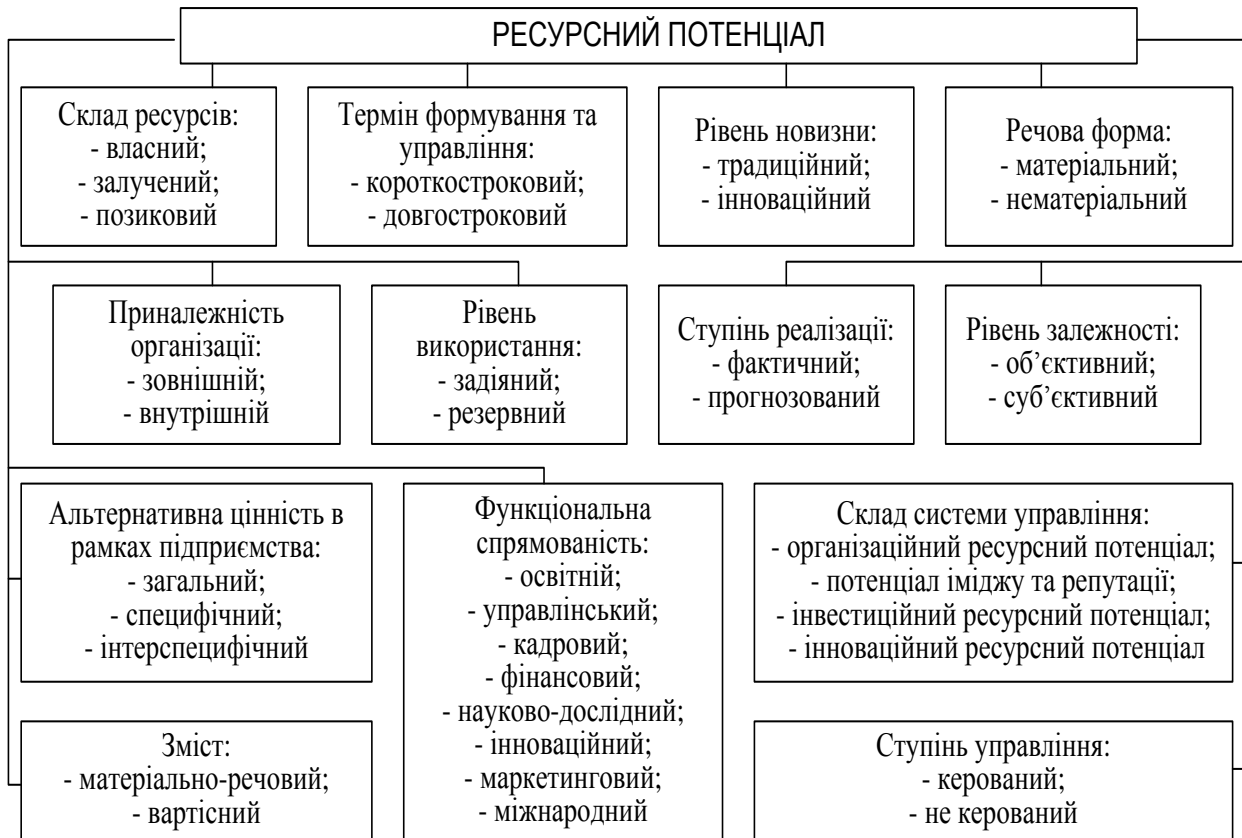 РЕСУРСНИЙ ПОТЕНЦІАЛ
Склад ресурсів:
- власний;
- залучений;
- позиковий
Термін формування та
управління:
- короткостроковий;
- довгостроковий
Рівень новизни:
- традиційний;
- інноваційний
Речова форма:
- матеріальний;
- нематеріальний
Приналежність
організації:
- зовнішній;
- внутрішній
Рівень
використання:
- задіяний;
- резервний
Ступінь реалізації:
- фактичний;
- прогнозований
Рівень залежності:
- об’єктивний;
- суб’єктивний
Альтернативна цінність в
рамках підприємства:
- загальний;
- специфічний;
- інтерспецифічний
Функціональна
спрямованість:
- освітній;
- управлінський;
- кадровий;
- фінансовий;
- науково-дослідний;
- інноваційний;
- маркетинговий;
- міжнародний
Склад системи управління:
- організаційний ресурсний потенціал;
- потенціал іміджу та репутації;
- інвестиційний ресурсний потенціал;
- інноваційний ресурсний потенціал
Зміст:
- матеріально-речовий;
- вартісний
Ступінь управління:
- керований;
- не керований